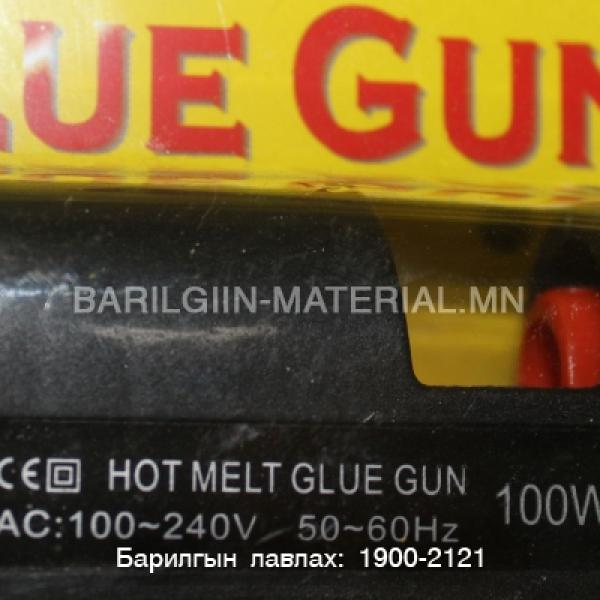 LUE GUN
BARILGIIN-MATERIAL.MN
CE HOT MELT GLUE GUN 100W
AC:100~240V 50~60Hz
Барилгын лавлах: 1900-2121